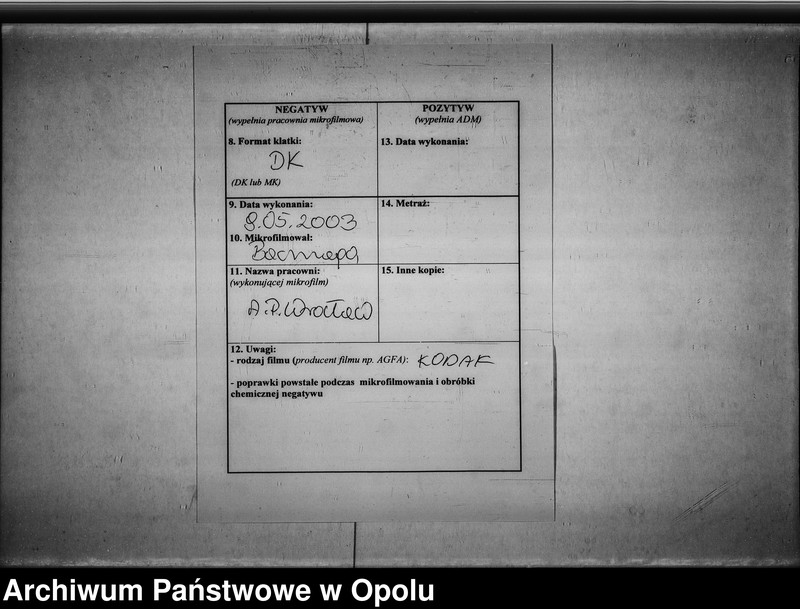 NEGATYW
(wypełnia pracownia mikrofilmowa)
8. Format klatki:
DK
(DK lub MK)
9. Data wykonania:
8.05.2003
10. Mikrofilmował:
11. Nazwa pracowni:
(wykonującej mikrofilm)
A.P. Wrocław
POZYTYW
(wypełnia ADM)
13. Data wykonania:
14. Metraż:
15. Inne kopie:
12. Uwagi:
- rodzaj filmu (producent filmu np. AGFA): KODAK
- poprawki powstałe podczas mikrofilmowania i obróbki
chemicznej negatywu
Archiwum Państwowe w Opolu